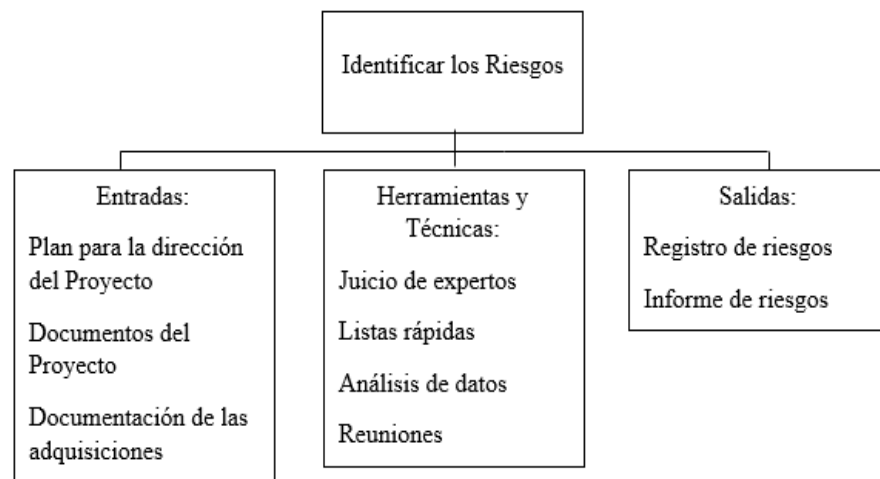 Identificar los Riesgos
Entradas:
Plan para la dirección
del Proyecto
Documentos del
Proyecto
Documentación de las
adquisiciones
Herramientas y
Técnicas:
Juicio de expertos
Listas rápidas
Análisis de datos
Reuniones
Salidas:
Registro de riesgos
Informe de riesgos